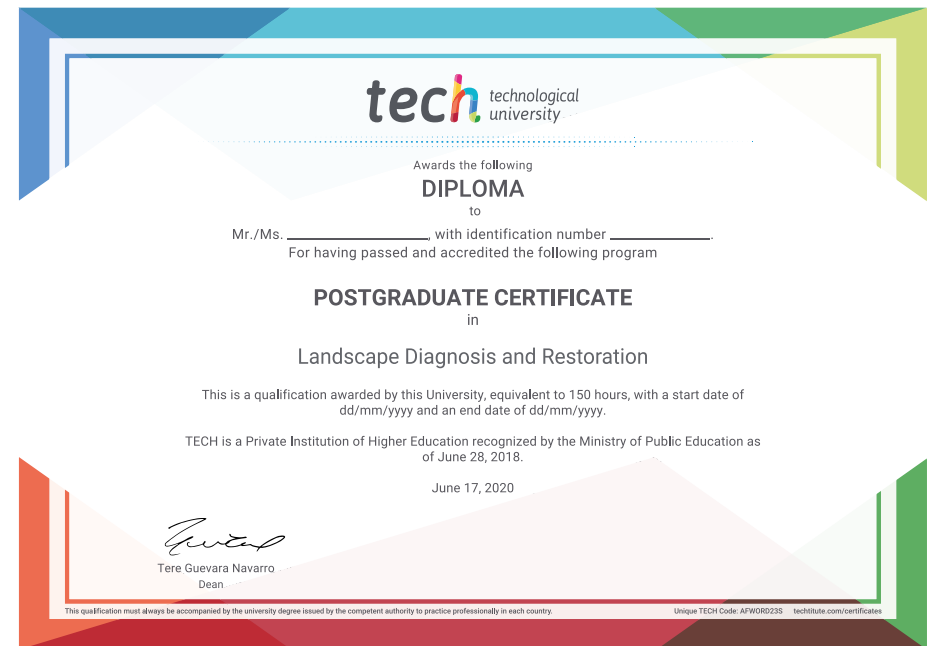 tech technological
university
Awards the following
DIPLOMA
to
Mr./Ms. ____________________, with identification number ______________.
For having passed and accredited the following program
POSTGRADUATE CERTIFICATE
in
Landscape Diagnosis and Restoration
This is a qualification awarded by this University, equivalent to 150 hours, with a start date of
dd/mm/yyyy and an end date of dd/mm/yyyy.
TECH is a Private Institution of Higher Education recognized by the Ministry of Public Education as
of June 28, 2018.
June 17, 2020
Tere Guevara Navarro
Dean
This qualification must always be accompanied by the university degree issued by the competent authority to practice professionally in each country.
Unique TECH Code: AFWORD23S techtitute.com/certificates